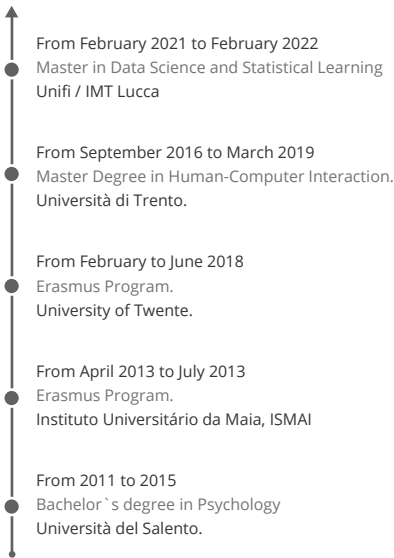 From February 2021 to February 2022
Master in Data Science and Statistical Learning
Unifi / IMT Lucca
From September 2016 to March 2019
Master Degree in Human-Computer Interaction.
Università di Trento.
From February to June 2018
Erasmus Program.
University of Twente.
From April 2013 to July 2013
Erasmus Program.
Instituto Universitário da Maia, ISMAI
From 2011 to 2015
Bachelor`s degree in Psychology
Università del Salento.